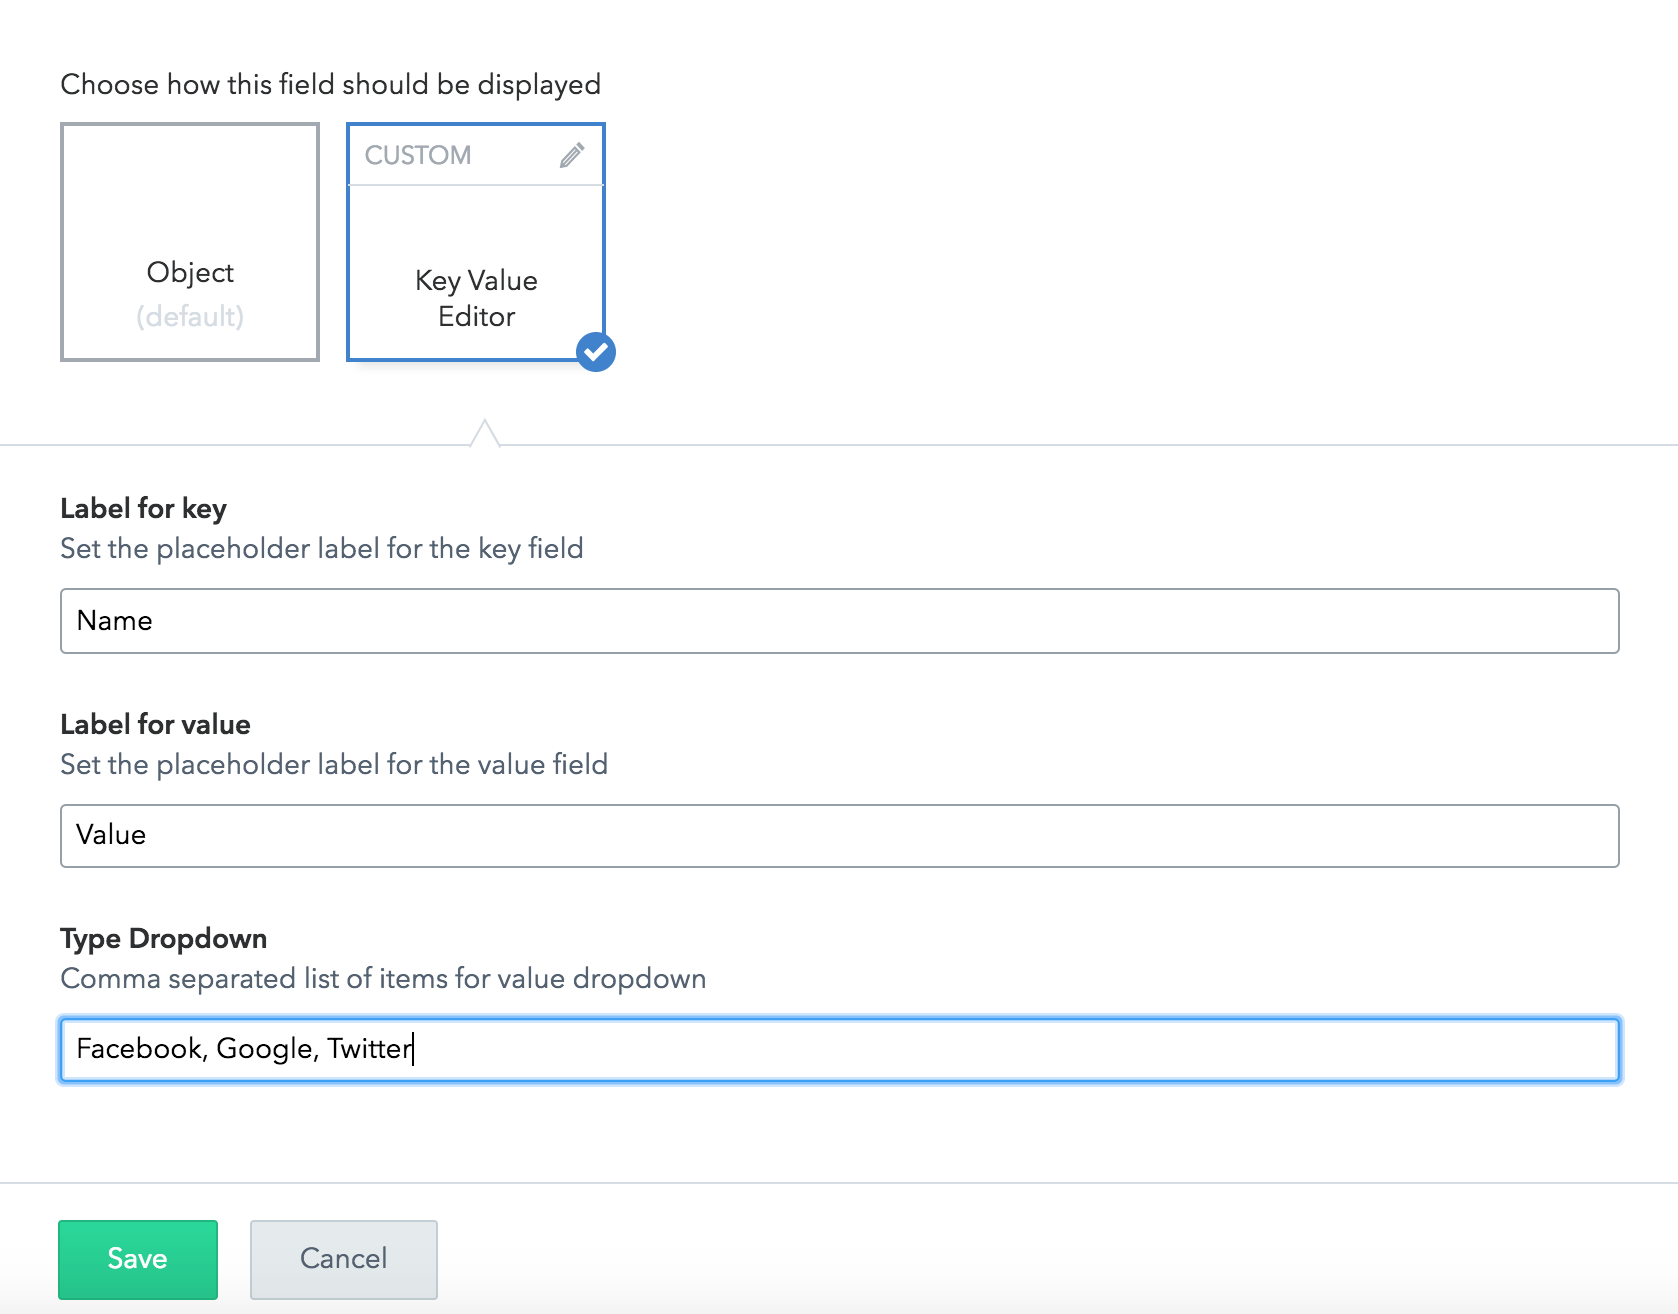 Choose how this field should be displayed
Object
(default)
CUSTOM
Key Value
Editor
Label for key
Set the placeholder label for the key field
Name
Label for value
Set the placeholder label for the value field
Value
Type Dropdown
Comma separated list of items for value dropdown
Facebook, Google, Twitter
Save
Cancel